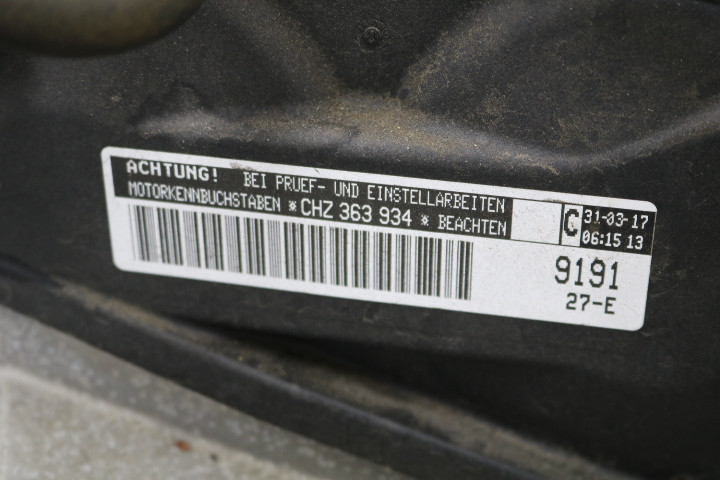 ACHTUNG! BEI PRUEF- UND EINSTELLARBEITEN
MOTORKENNBUCHSTABEN * CHZ 363 934 * BEACHTEN
C 31-03-17
06:15 13
9191
27-E